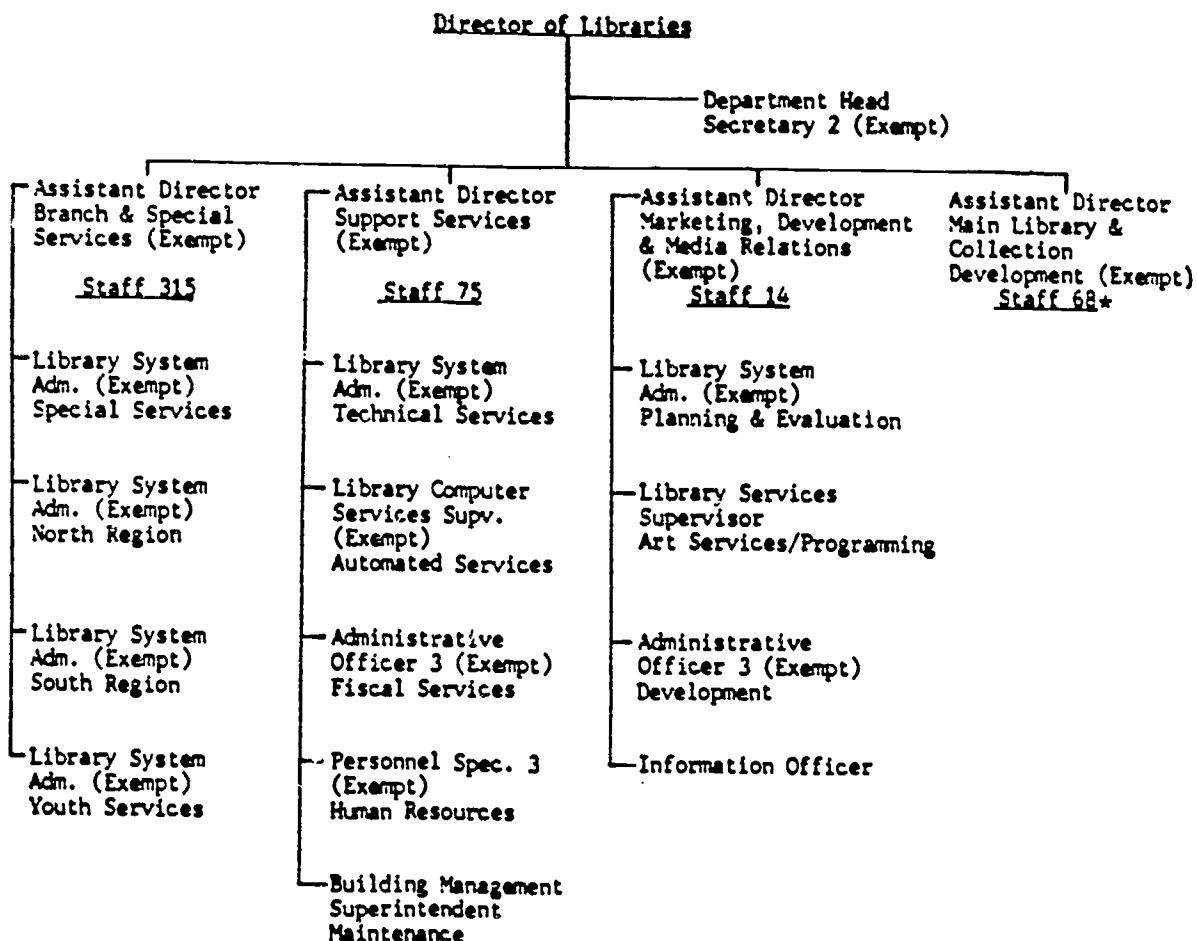 Director of Libraries
Department Head
Secretary 2 (Exempt)
Assistant Director
Branch & Special
Services (Exempt)
Staff 315
Library System
Adm. (Exempt)
Special Services
Library System
Adm. (Exempt)
North Region
Library System
Adm. (Exempt)
South Region
Library System
Adm. (Exempt)
Youth Services
Assistant Director
Support Services
(Exempt)
Staff 75
Library System
Adm. (Exempt)
Technical Services
Library Computer
Services Supv.
(Exempt)
Automated Services
Administrative
Officer 3 (Exempt)
Fiscal Services
Personnel Spec. 3
(Exempt)
Human Resources
Building Management
Superintendent
Maintenance
Assistant Director
Marketing, Development
& Media Relations
(Exempt)
Staff 14
Library System
Adm. (Exempt)
Planning & Evaluation
Library Services
Supervisor
Art Services/Programming
Administrative
Officer 3 (Exempt)
Development
Information Officer
Assistant Director
Main Library &
Collection
Development (Exempt)
Staff 68*